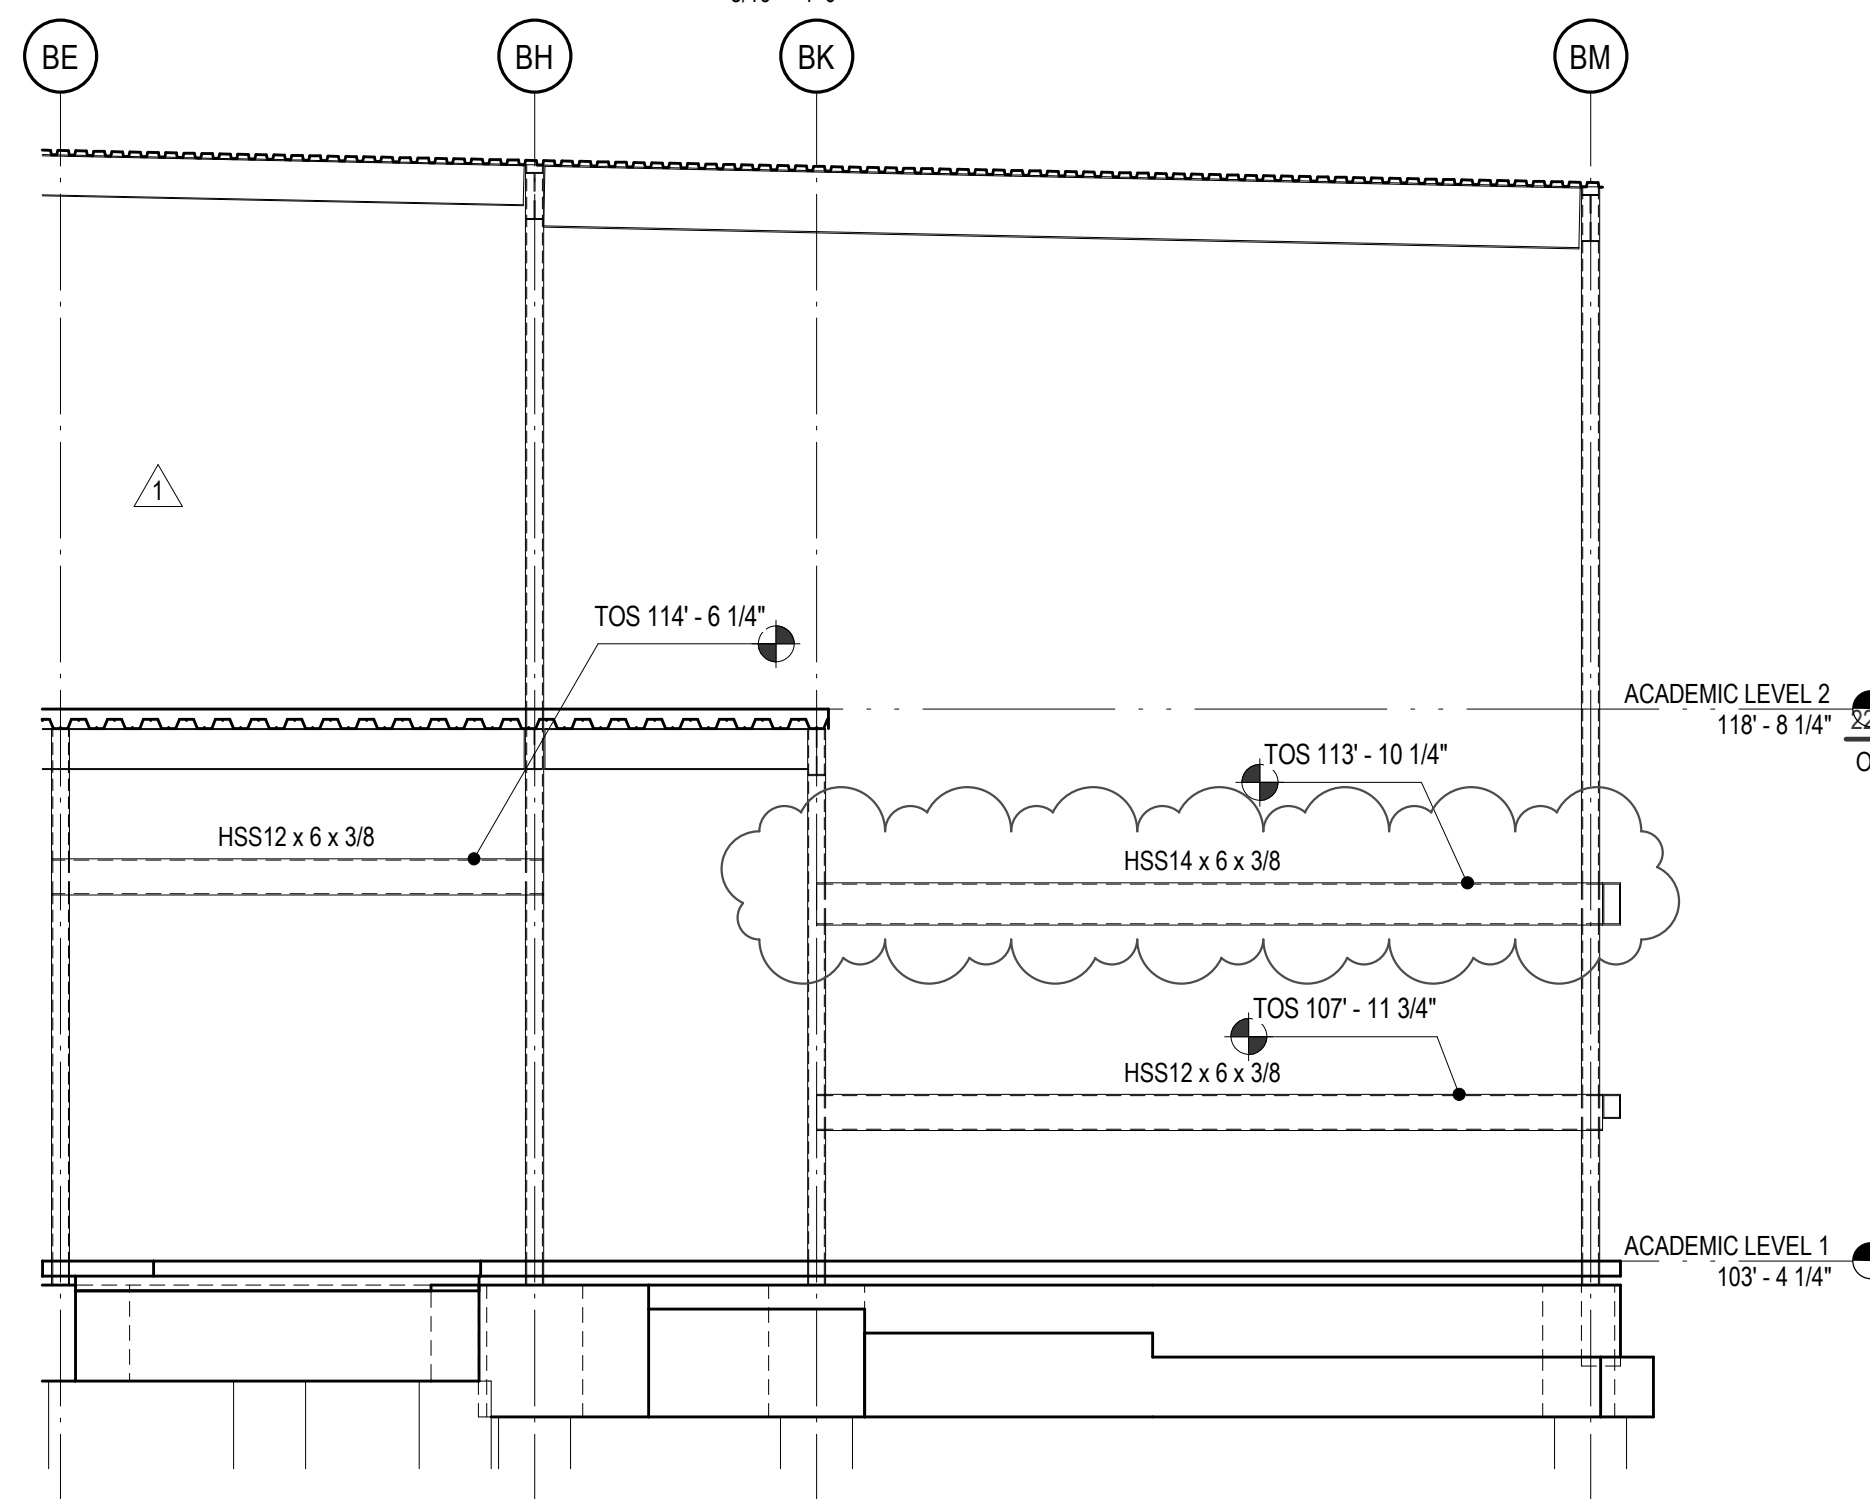 BE
BH
BK
BM
1
TOS 114' - 6 1/4"
ACADEMIC LEVEL 2
118' - 8 1/4"
TOS 113' - 10 1/4"
HSS12 x 6 x 3/8
HSS14 x 6 x 3/8
TOS 107' - 11 3/4"
HSS12 x 6 x 3/8
ACADEMIC LEVEL 1
103' - 4 1/4"